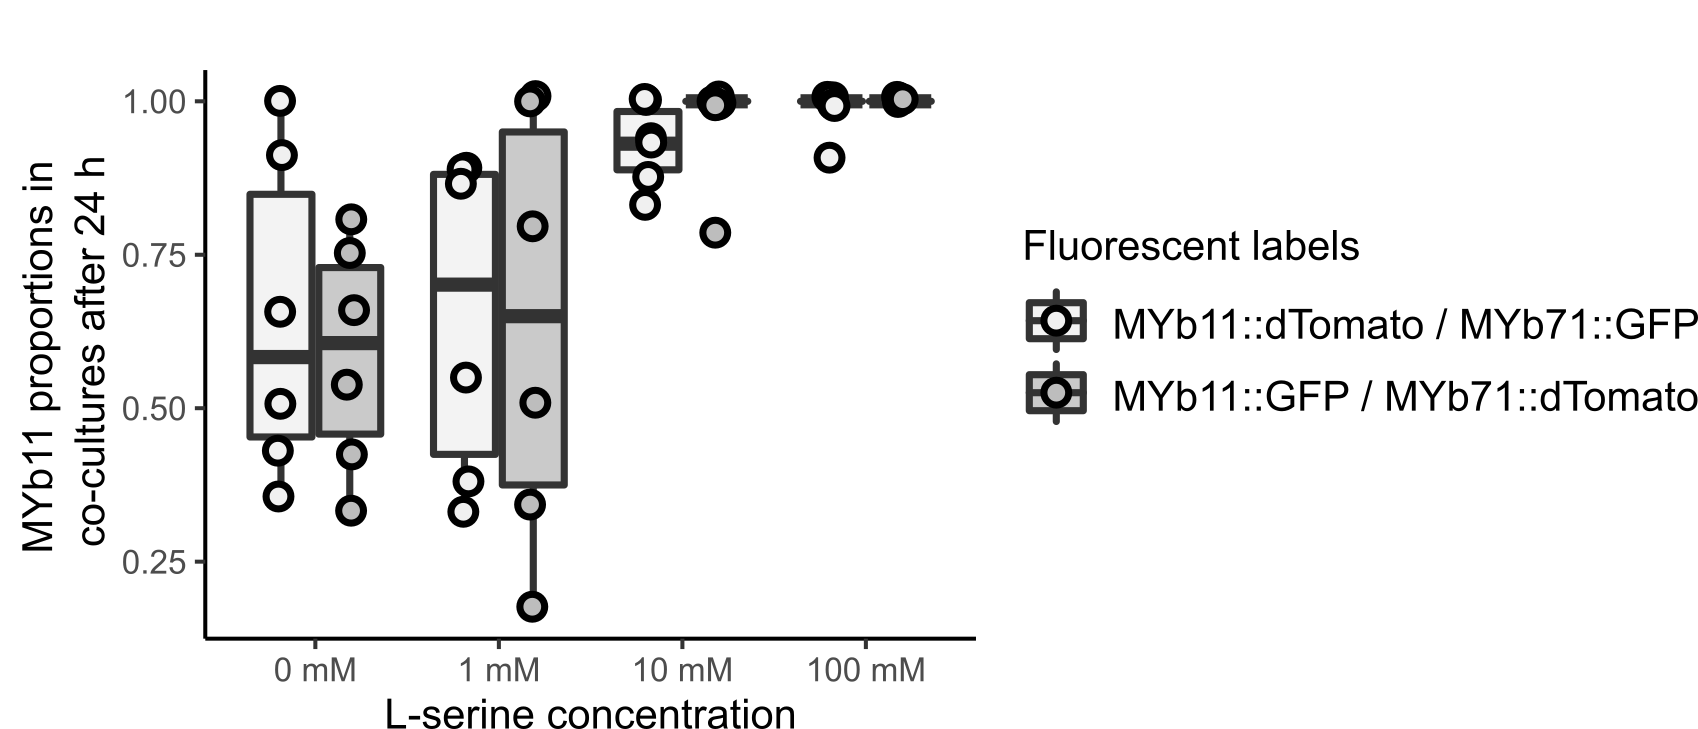 MYb11 proportions in
co-cultures after 24 h
1.00
0.75
0.50
0.25
0 mM
1 mM
10 mM
100 mM
L-serine concentration
Fluorescent labels
MYb11::dTomato / MYb71::GFP
MYb11::GFP / MYb71::dTomato